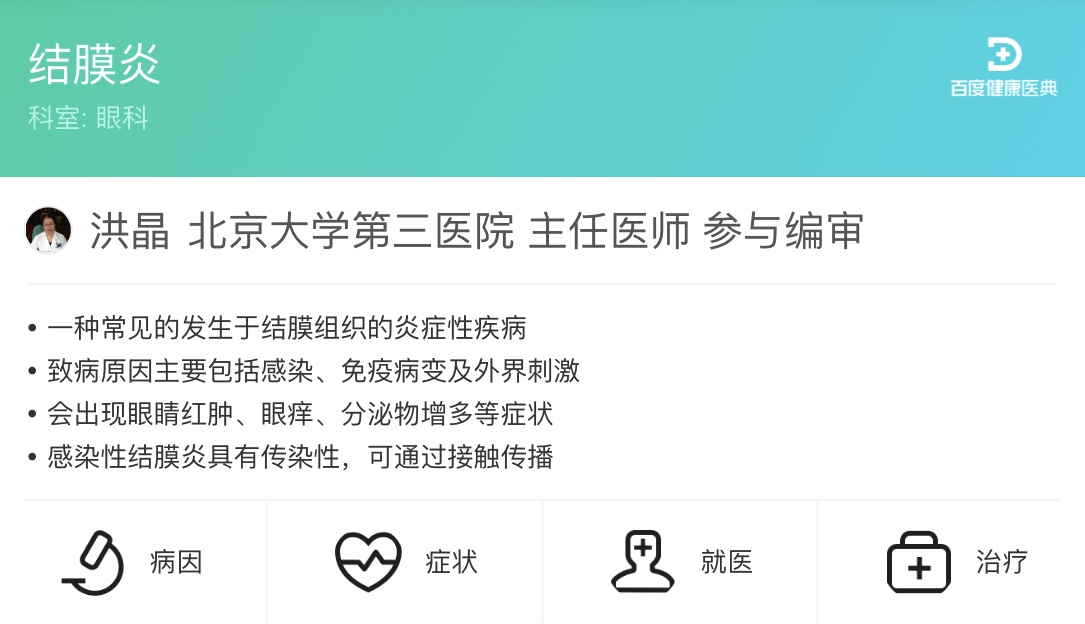 结膜炎
百度健康医典
科室: 眼科
洪晶 北京大学第三医院 主任医师 参与编审
• 一种常见的发生于结膜组织的炎症性疾病
• 致病原因主要包括感染、免疫病变及外界刺激
• 会出现眼睛红肿、眼痒、分泌物增多等症状
• 感染性结膜炎具有传染性，可通过接触传播
病因
症状
就医
治疗